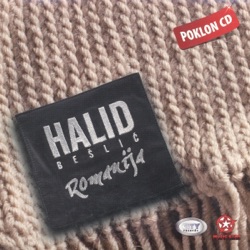 POKLON CD
HALID
BEŠLIĆ
Romanija